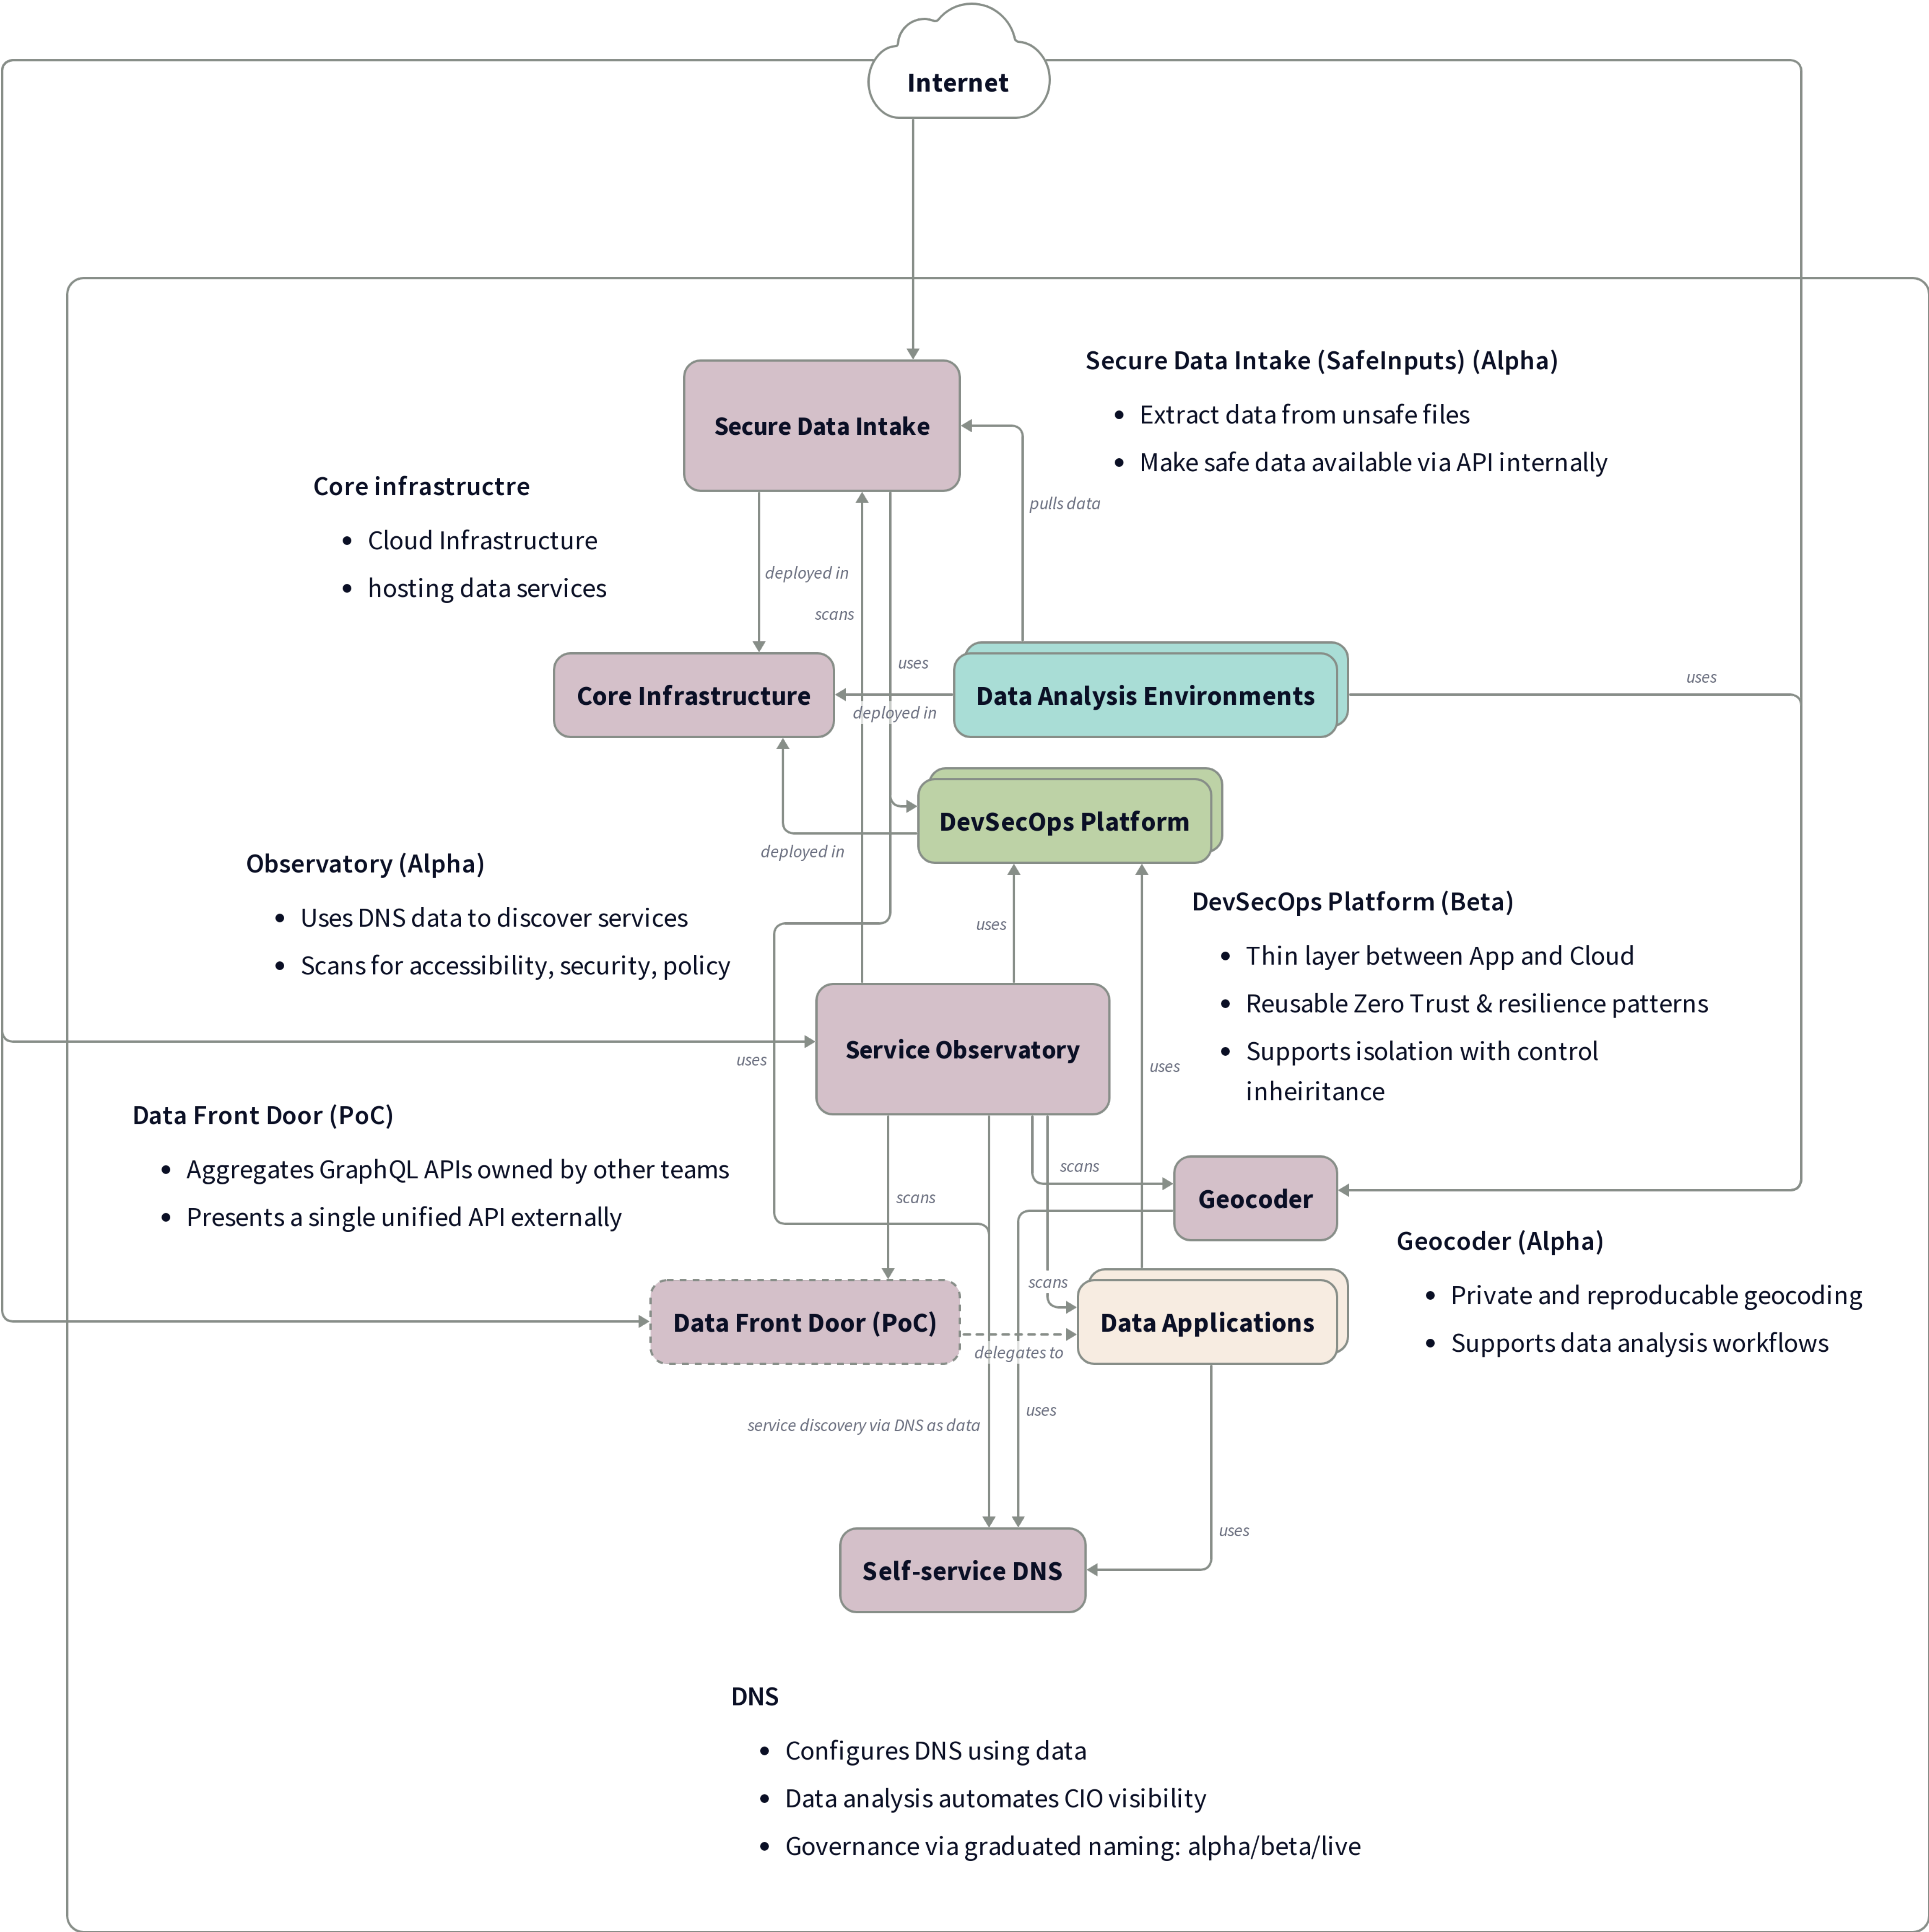 Internet
Secure Data Intake (SafeInputs) (Alpha)
Extract data from unsafe files
Make safe data available via API internally
Secure Data Intake
Core infrastructre
Cloud Infrastructure
hosting data services
pulls data
deployed in
scans
uses
Core Infrastructure
Data Analysis Environments
uses
deployed in
DevSecOps Platform
deployed in
Observatory (Alpha)
Uses DNS data to discover services
Scans for accessibility, security, policy
uses
DevSecOps Platform (Beta)
Thin layer between App and Cloud
Reusable Zero Trust & resilience patterns
Supports isolation with control
inheiritance
Service Observatory
uses
uses
Data Front Door (PoC)
Aggregates GraphQL APIs owned by other teams
Presents a single unified API externally
scans
scans
Geocoder
Geocoder (Alpha)
Private and reproducable geocoding
Supports data analysis workflows
scans
Data Front Door (PoC)
Data Applications
delegates to
uses
service discovery via DNS as data
uses
Self-service DNS
DNS
Configures DNS using data
Data analysis automates CIO visibility
Governance via graduated naming: alpha/beta/live